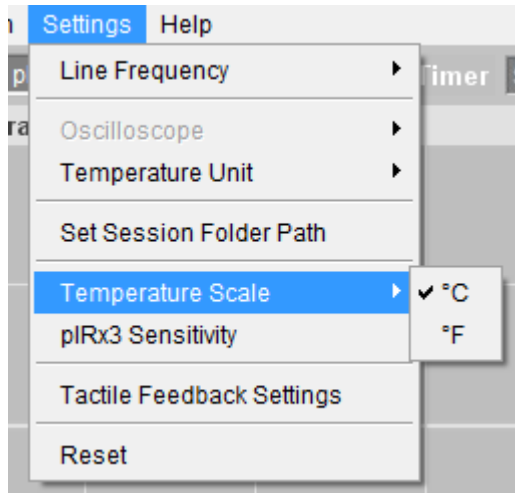 Settings Help
Line Frequency
Timer
Oscilloscope
Temperature Unit
Set Session Folder Path
Temperature Scale
✔ °C
pIRx3 Sensitivity
°F
Tactile Feedback Settings
Reset